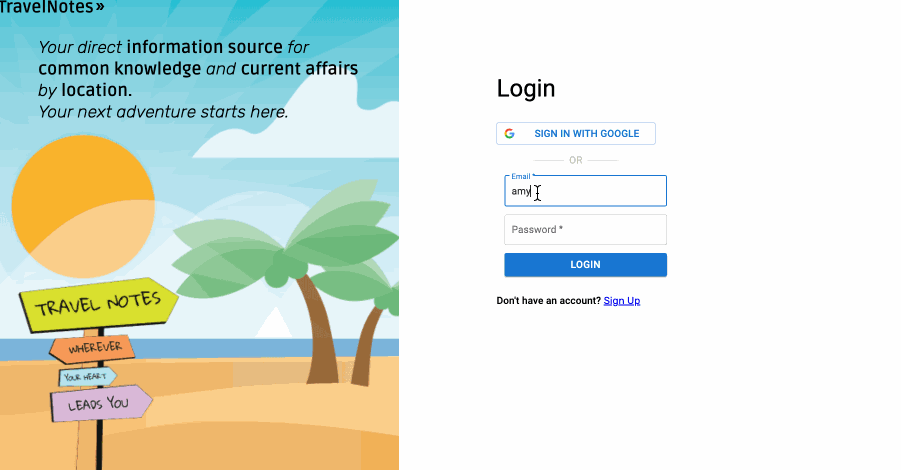 TravelNotes»
Your direct information source for
common knowledge and current affairs
by location.
Your next adventure starts here.
TRAVEL NOTES
WHEREVER
YOUR HEART
LEADS YOU
Login
SIGN IN WITH GOOGLE
OR
Email *
amy
Password *
LOGIN
Don't have an account? Sign Up